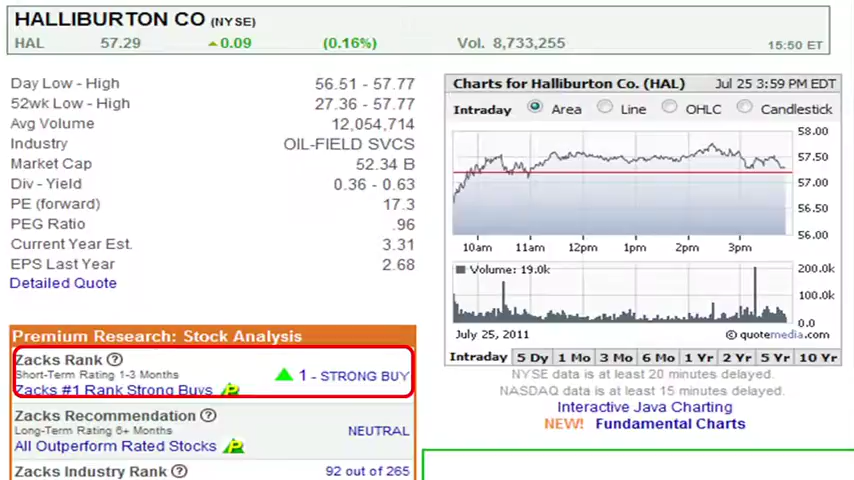 HALLIBURTON CO (NYSE)
HAL 57.29 0.09 (0.16%) Vol. 8,733,255 15:50 ET
Day Low - High 56.51 - 57.77
52wk Low - High 27.36 - 57.77
Avg Volume 12,054,714
Industry OIL-FIELD SVCS
Market Cap 52.34 B
Div - Yield 0.36 - 0.63
PE (forward) 17.3
PEG Ratio .96
Current Year Est. 3.31
EPS Last Year 2.68
Detailed Quote
Charts for Halliburton Co. (HAL) Jul 25 3:59 PM EDT
Intraday Area Line OHLC Candlestick
58.00
57.50
57.00
56.50
56.00
10am 11am 12pm 1pm 2pm 3pm
Volume: 19.0k
200.0k
100.0k
0.0
July 25, 2011 © quotemedia.com
Intraday 5 Dy 1 Mo 3 Mo 6 Mo 1 Yr 2 Yr 5 Yr 10 Yr
NYSE data is at least 20 minutes delayed.
NASDAQ data is at least 15 minutes delayed.
Interactive Java Charting
NEW! Fundamental Charts
Premium Research: Stock Analysis
Zacks Rank ?
Short-Term Rating 1-3 Months 1 - STRONG BUY
Zacks #1 Rank Strong Buys P
Zacks Recommendation ?
Long-Term Rating 6+ Months NEUTRAL
All Outperform Rated Stocks P
Zacks Industry Rank ? 92 out of 265